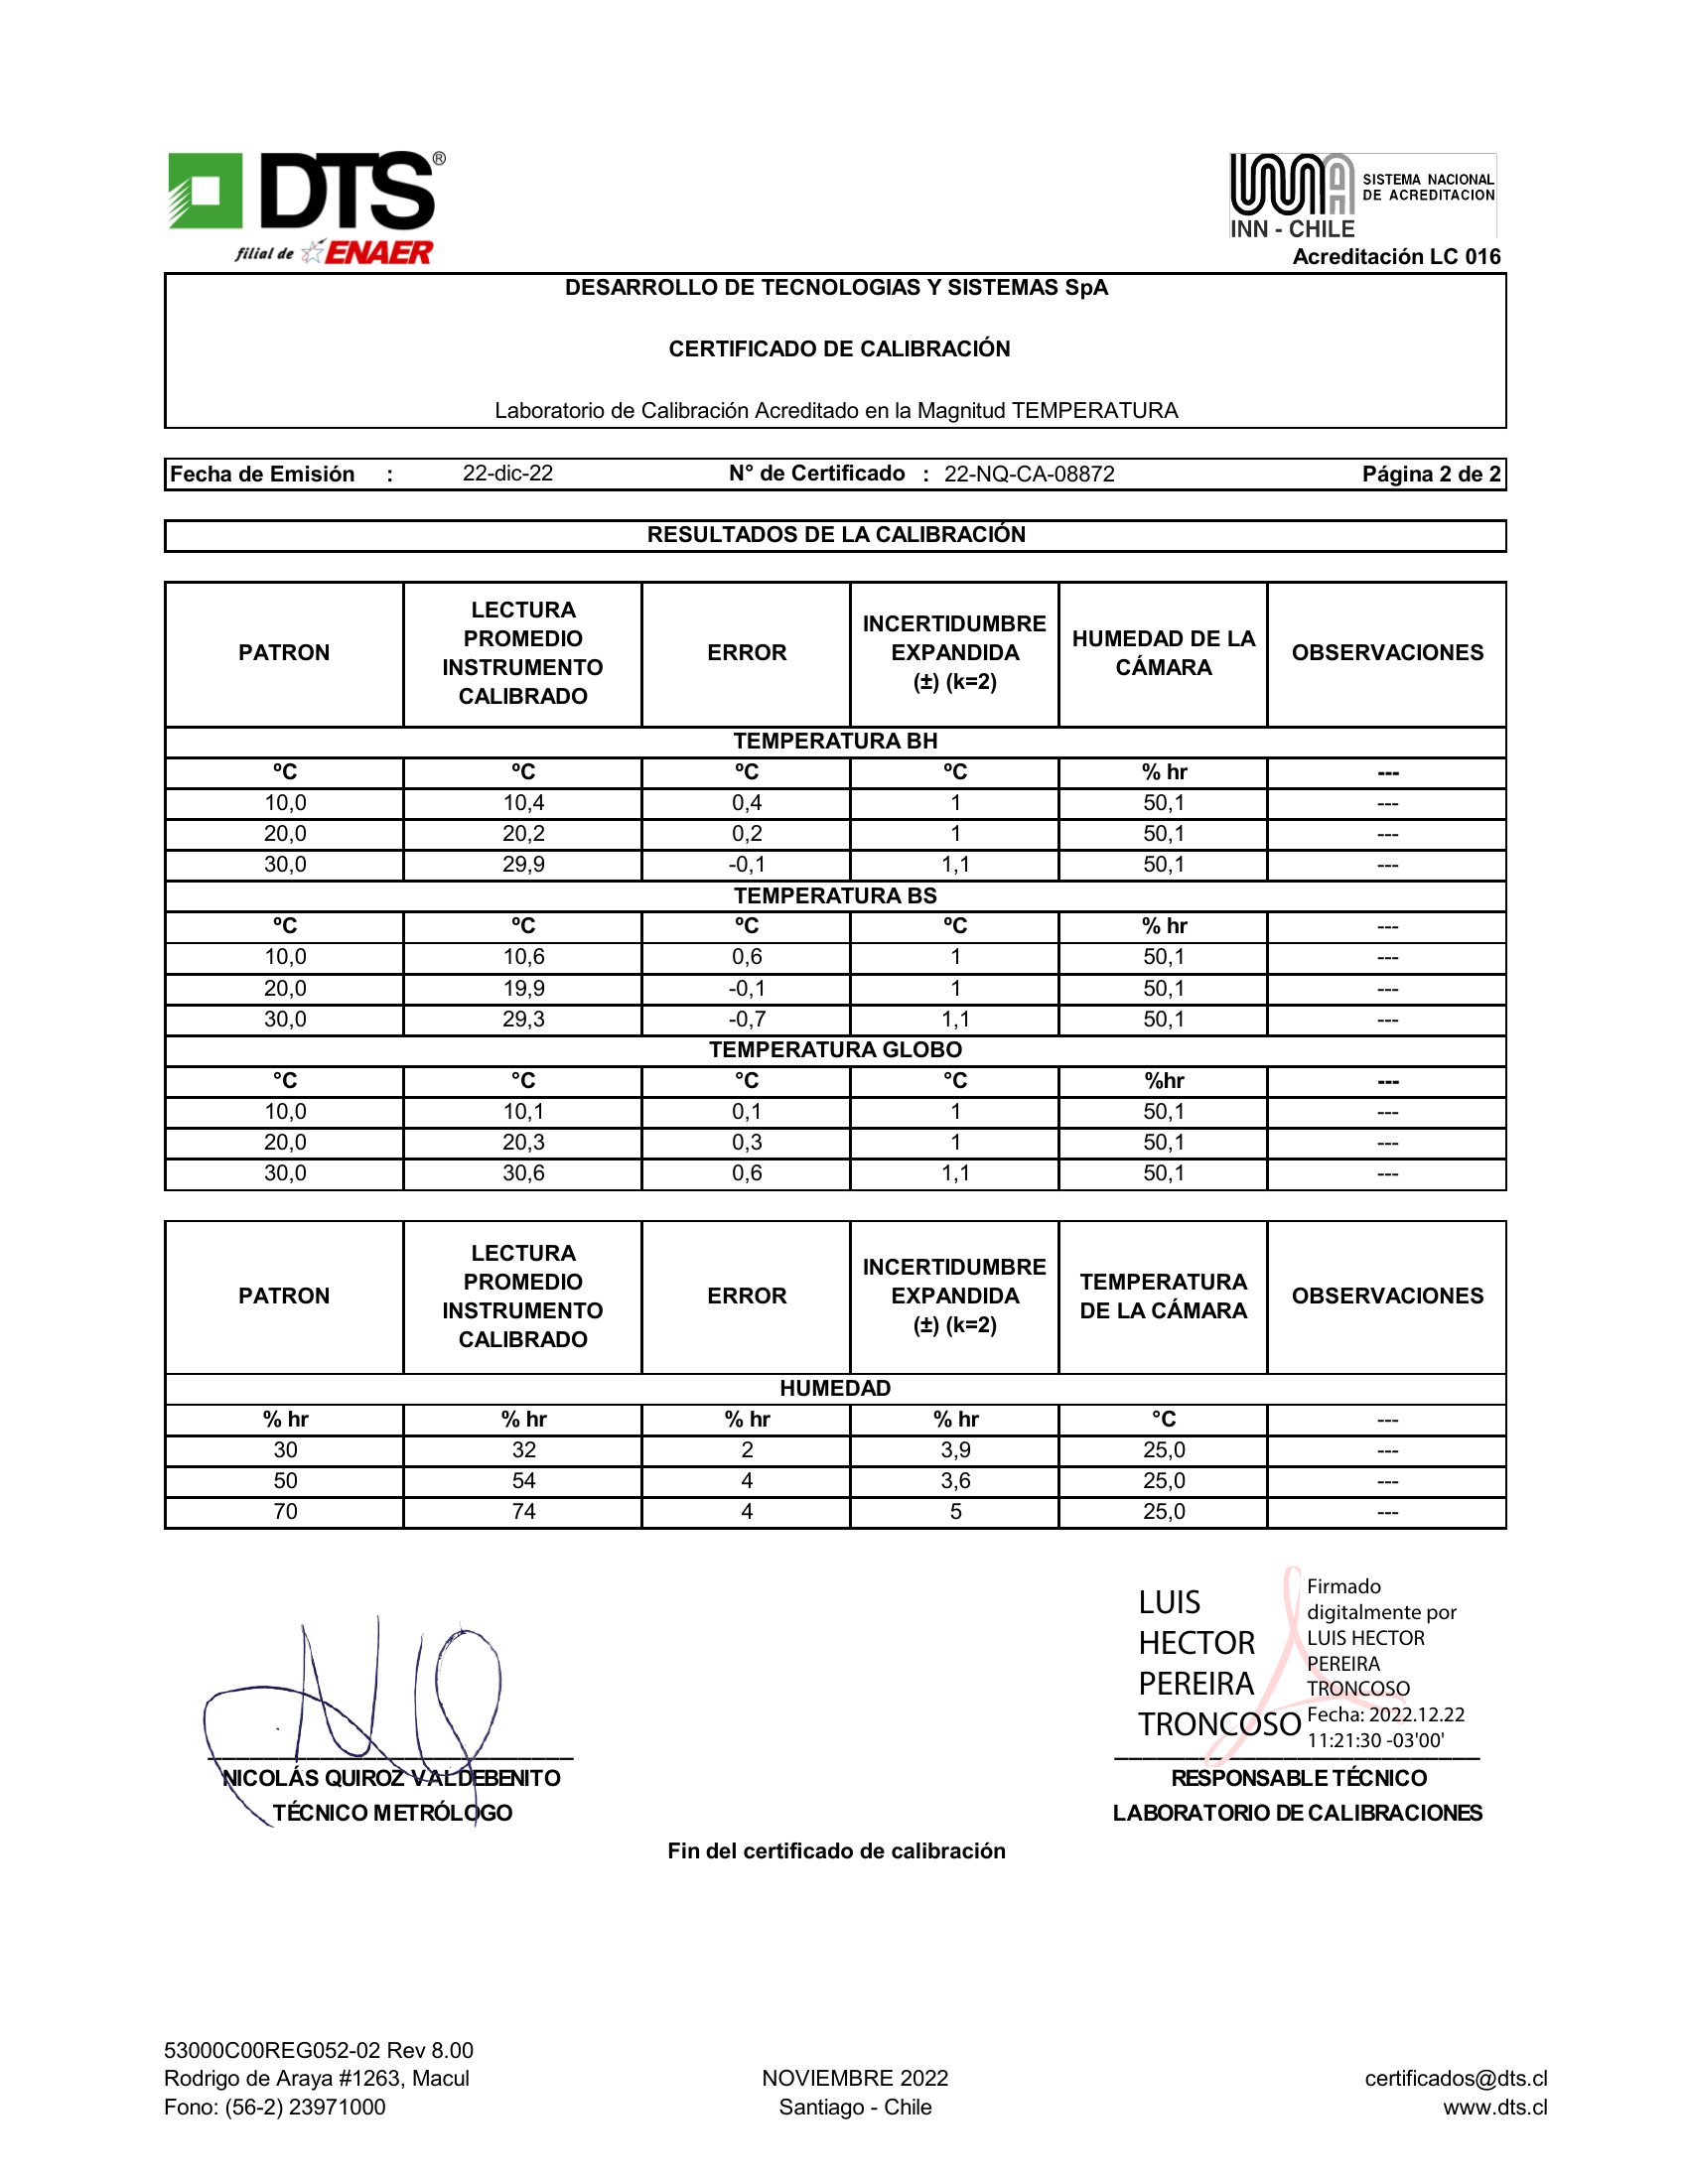 DTS®
filial de ENAER
SISTEMA NACIONAL
DE ACREDITACION
INN - CHILE
Acreditación LC 016
DESARROLLO DE TECNOLOGIAS Y SISTEMAS SpA
CERTIFICADO DE CALIBRACIÓN
Laboratorio de Calibración Acreditado en la Magnitud TEMPERATURA
Fecha de Emisión : 22-dic-22 N° de Certificado : 22-NQ-CA-08872 Página 2 de 2
RESULTADOS DE LA CALIBRACIÓN
PATRON LECTURA PROMEDIO INSTRUMENTO CALIBRADO ERROR INCERTIDUMBRE EXPANDIDA (±) (k=2) HUMEDAD DE LA CÁMARA OBSERVACIONES
TEMPERATURA BH
ºC ºC ºC ºC % hr ---
10,0 10,4 0,4 1 50,1 ---
20,0 20,2 0,2 1 50,1 ---
30,0 29,9 -0,1 1,1 50,1 ---
TEMPERATURA BS
ºC ºC ºC ºC % hr ---
10,0 10,6 0,6 1 50,1 ---
20,0 19,9 -0,1 1 50,1 ---
30,0 29,3 -0,7 1,1 50,1 ---
TEMPERATURA GLOBO
°C °C °C °C %hr ---
10,0 10,1 0,1 1 50,1 ---
20,0 20,3 0,3 1 50,1 ---
30,0 30,6 0,6 1,1 50,1 ---
PATRON LECTURA PROMEDIO INSTRUMENTO CALIBRADO ERROR INCERTIDUMBRE EXPANDIDA (±) (k=2) TEMPERATURA DE LA CÁMARA OBSERVACIONES
HUMEDAD
% hr % hr % hr % hr °C ---
30 32 2 3,9 25,0 ---
50 54 4 3,6 25,0 ---
70 74 4 5 25,0 ---
LUIS
HECTOR
PEREIRA
TRONCOSO
Firmado
digitalmente por
LUIS HECTOR
PEREIRA
TRONCOSO
Fecha: 2022.12.22
11:21:30 -03'00'
NICOLÁS QUIROZ VALDEBENITO
TÉCNICO METRÓLOGO
RESPONSABLE TÉCNICO
LABORATORIO DE CALIBRACIONES
Fin del certificado de calibración
53000C00REG052-02 Rev 8.00
Rodrigo de Araya #1263, Macul NOVIEMBRE 2022 certificados@dts.cl
Fono: (56-2) 23971000 Santiago - Chile www.dts.cl